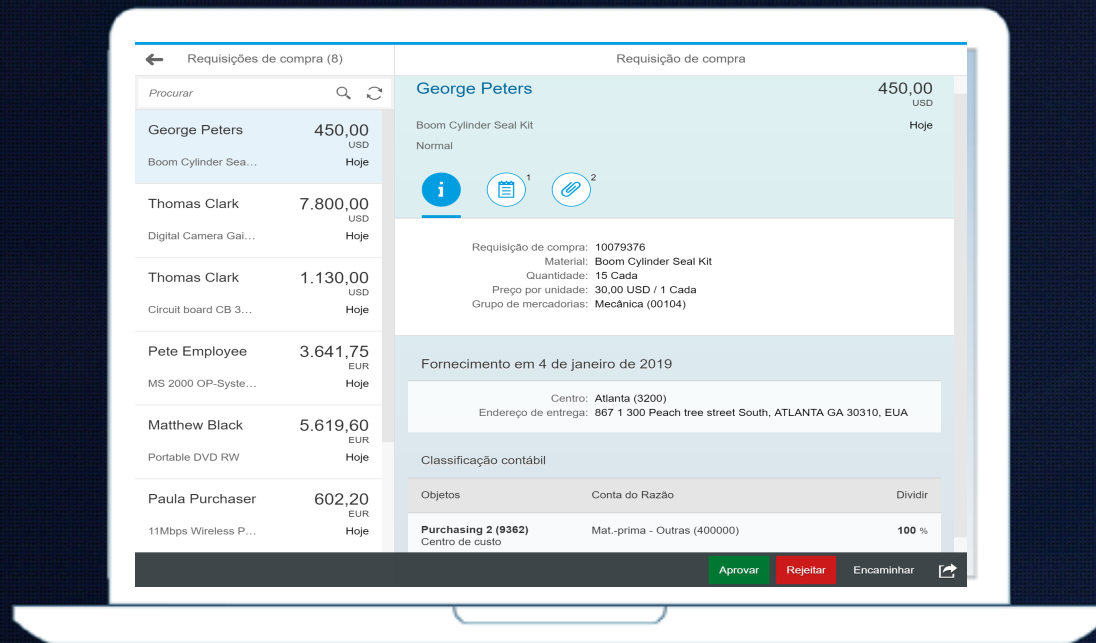 Requisições de compra (8)
Procurar
George Peters 450,00
USD
Boom Cylinder Sea... Hoje
Thomas Clark 7.800,00
USD
Digital Camera Gai... Hoje
Thomas Clark 1.130,00
USD
Circuit board CB 3... Hoje
Pete Employee 3.641,75
EUR
MS 2000 OP-Syste... Hoje
Matthew Black 5.619,60
EUR
Portable DVD RW Hoje
Paula Purchaser 602,20
EUR
11Mbps Wireless P... Hoje
Requisição de compra
George Peters 450,00
USD
Boom Cylinder Seal Kit Hoje
Normal
1 2
Requisição de compra: 10079376
Material: Boom Cylinder Seal Kit
Quantidade: 15 Cada
Preço por unidade: 30,00 USD / 1 Cada
Grupo de mercadorias: Mecânica (00104)
Fornecimento em 4 de janeiro de 2019
Centro: Atlanta (3200)
Endereço de entrega: 867 1 300 Peach tree street South, ATLANTA GA 30310, EUA
Classificação contábil
Objetos Conta do Razão Dividir
Purchasing 2 (9362) Mat.-prima - Outras (400000) 100 %
Centro de custo
Aprovar Rejeitar Encaminhar